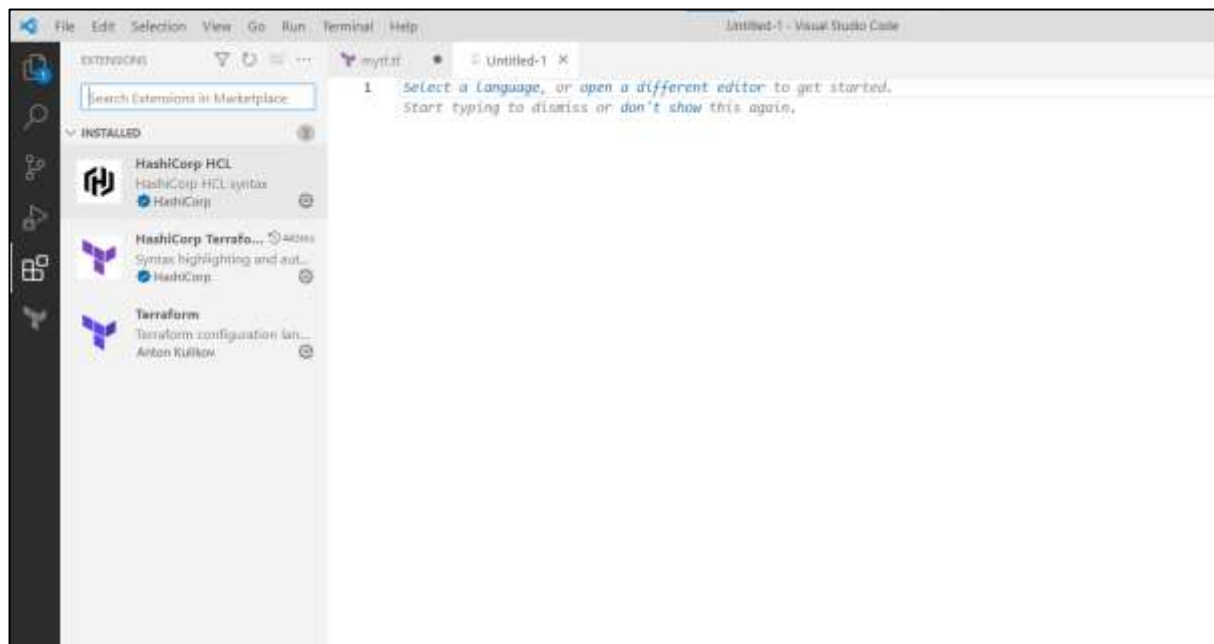 File Edit Selection View Go Run Terminal Help
Untitled-1 - Visual Studio Code
EXTENSIONS
mytf.tf
Untitled-1
Search Extensions in Marketplace
1 Select a language, or open a different editor to get started.
Start typing to dismiss or don't show this again.
INSTALLED 3
HashiCorp HCL
HashiCorp HCL syntax
HashiCorp
HashiCorp Terrafo...
Syntax highlighting and aut...
HashiCorp
Terraform
Terraform configuration lan...
Anton Kulikov